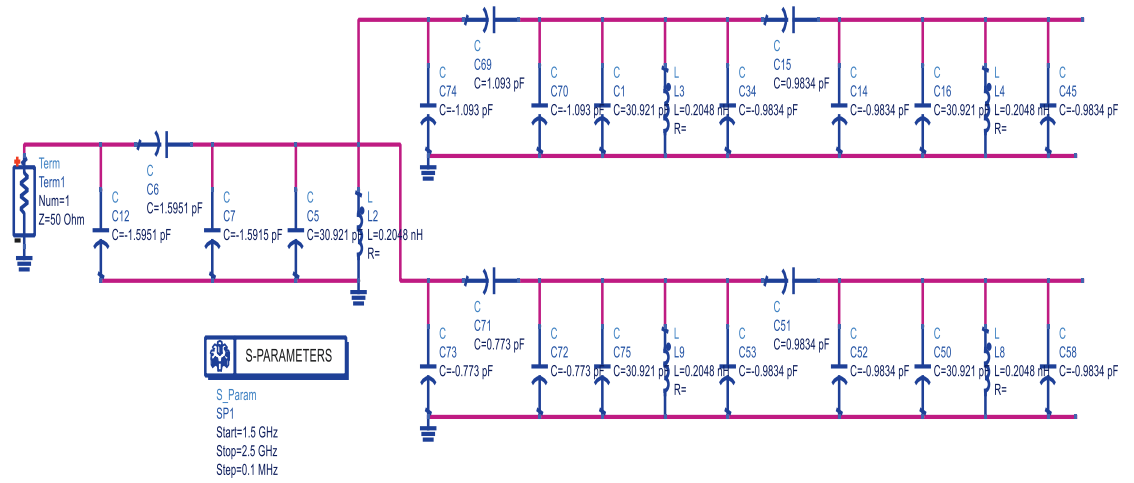 C
C69
C=1.093 pF
C
C15
C=0.9834 pF
C
C74
C=-1.093 pF
C
C70
C=-1.093 pF
C
C1
C=30.921 pF
L
L3
L=0.2048 nH
R=
C
C34
C=-0.9834 pF
C
C14
C=-0.9834 pF
C
C16
C=30.921 pF
L
L4
L=0.2048 nH
R=
C
C45
C=-0.9834 pF
Term
Term1
Num=1
Z=50 Ohm
C
C6
C=1.5951 pF
C
C12
C=-1.5951 pF
C
C7
C=-1.5915 pF
C
C5
C=30.921 pF
L
L2
L=0.2048 nH
R=
C
C71
C=0.773 pF
C
C51
C=0.9834 pF
C
C73
C=-0.773 pF
C
C72
C=-0.773 pF
C
C75
C=30.921 pF
L
L9
L=0.2048 nH
R=
C
C53
C=-0.9834 pF
C
C52
C=-0.9834 pF
C
C50
C=30.921 pF
L
L8
L=0.2048 nH
R=
C
C58
C=-0.9834 pF
S-PARAMETERS
S_Param
SP1
Start=1.5 GHz
Stop=2.5 GHz
Step=0.1 MHz